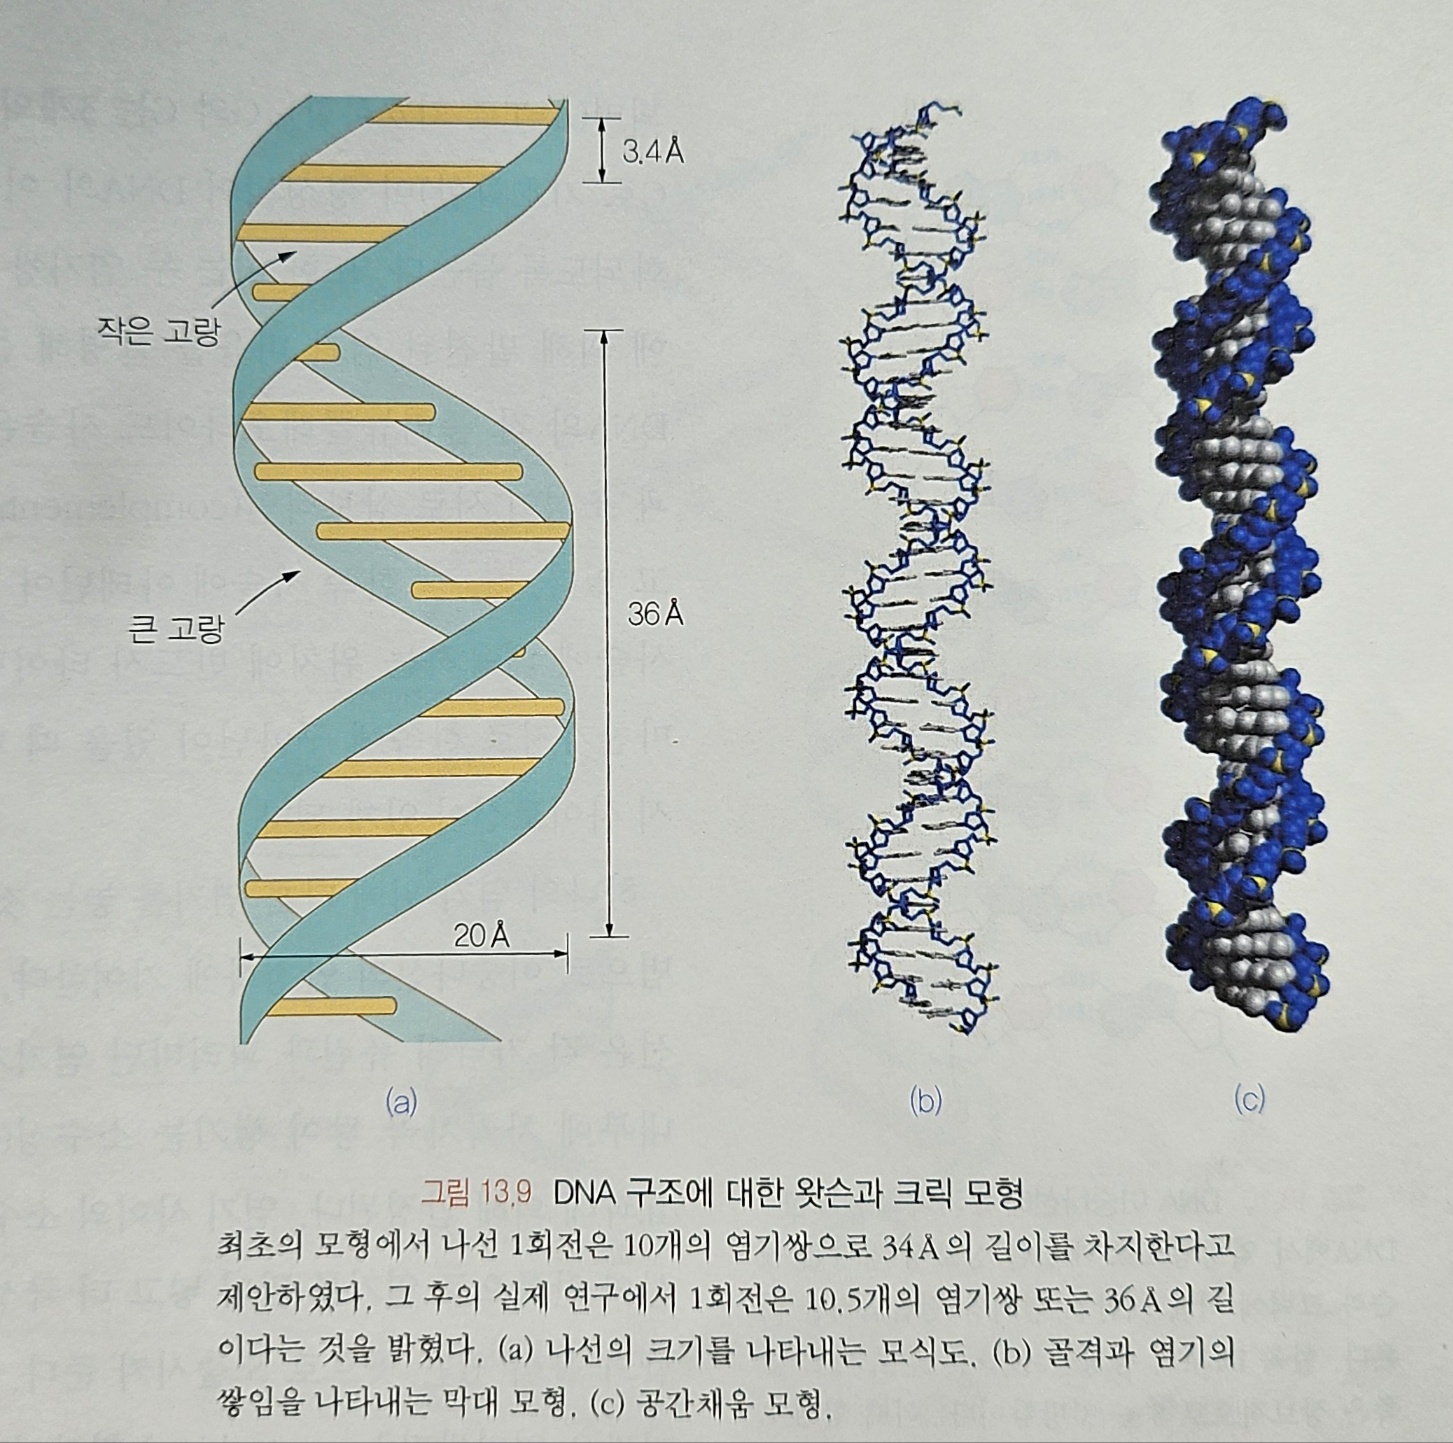 3.4Å
작은 고랑
36Å
큰 고랑
20Å
(a)
(b)
(c)
그림 13.9 DNA 구조에 대한 왓슨과 크릭 모형
최초의 모형에서 나선 1회전은 10개의 염기쌍으로 34Å의 길이를 차지한다고
제안하였다. 그 후의 실제 연구에서 1회전은 10.5개의 염기쌍 또는 36Å의 길
이다는 것을 밝혔다. (a) 나선의 크기를 나타내는 모식도. (b) 골격과 염기의
쌓임을 나타내는 막대 모형. (c) 공간채움 모형.